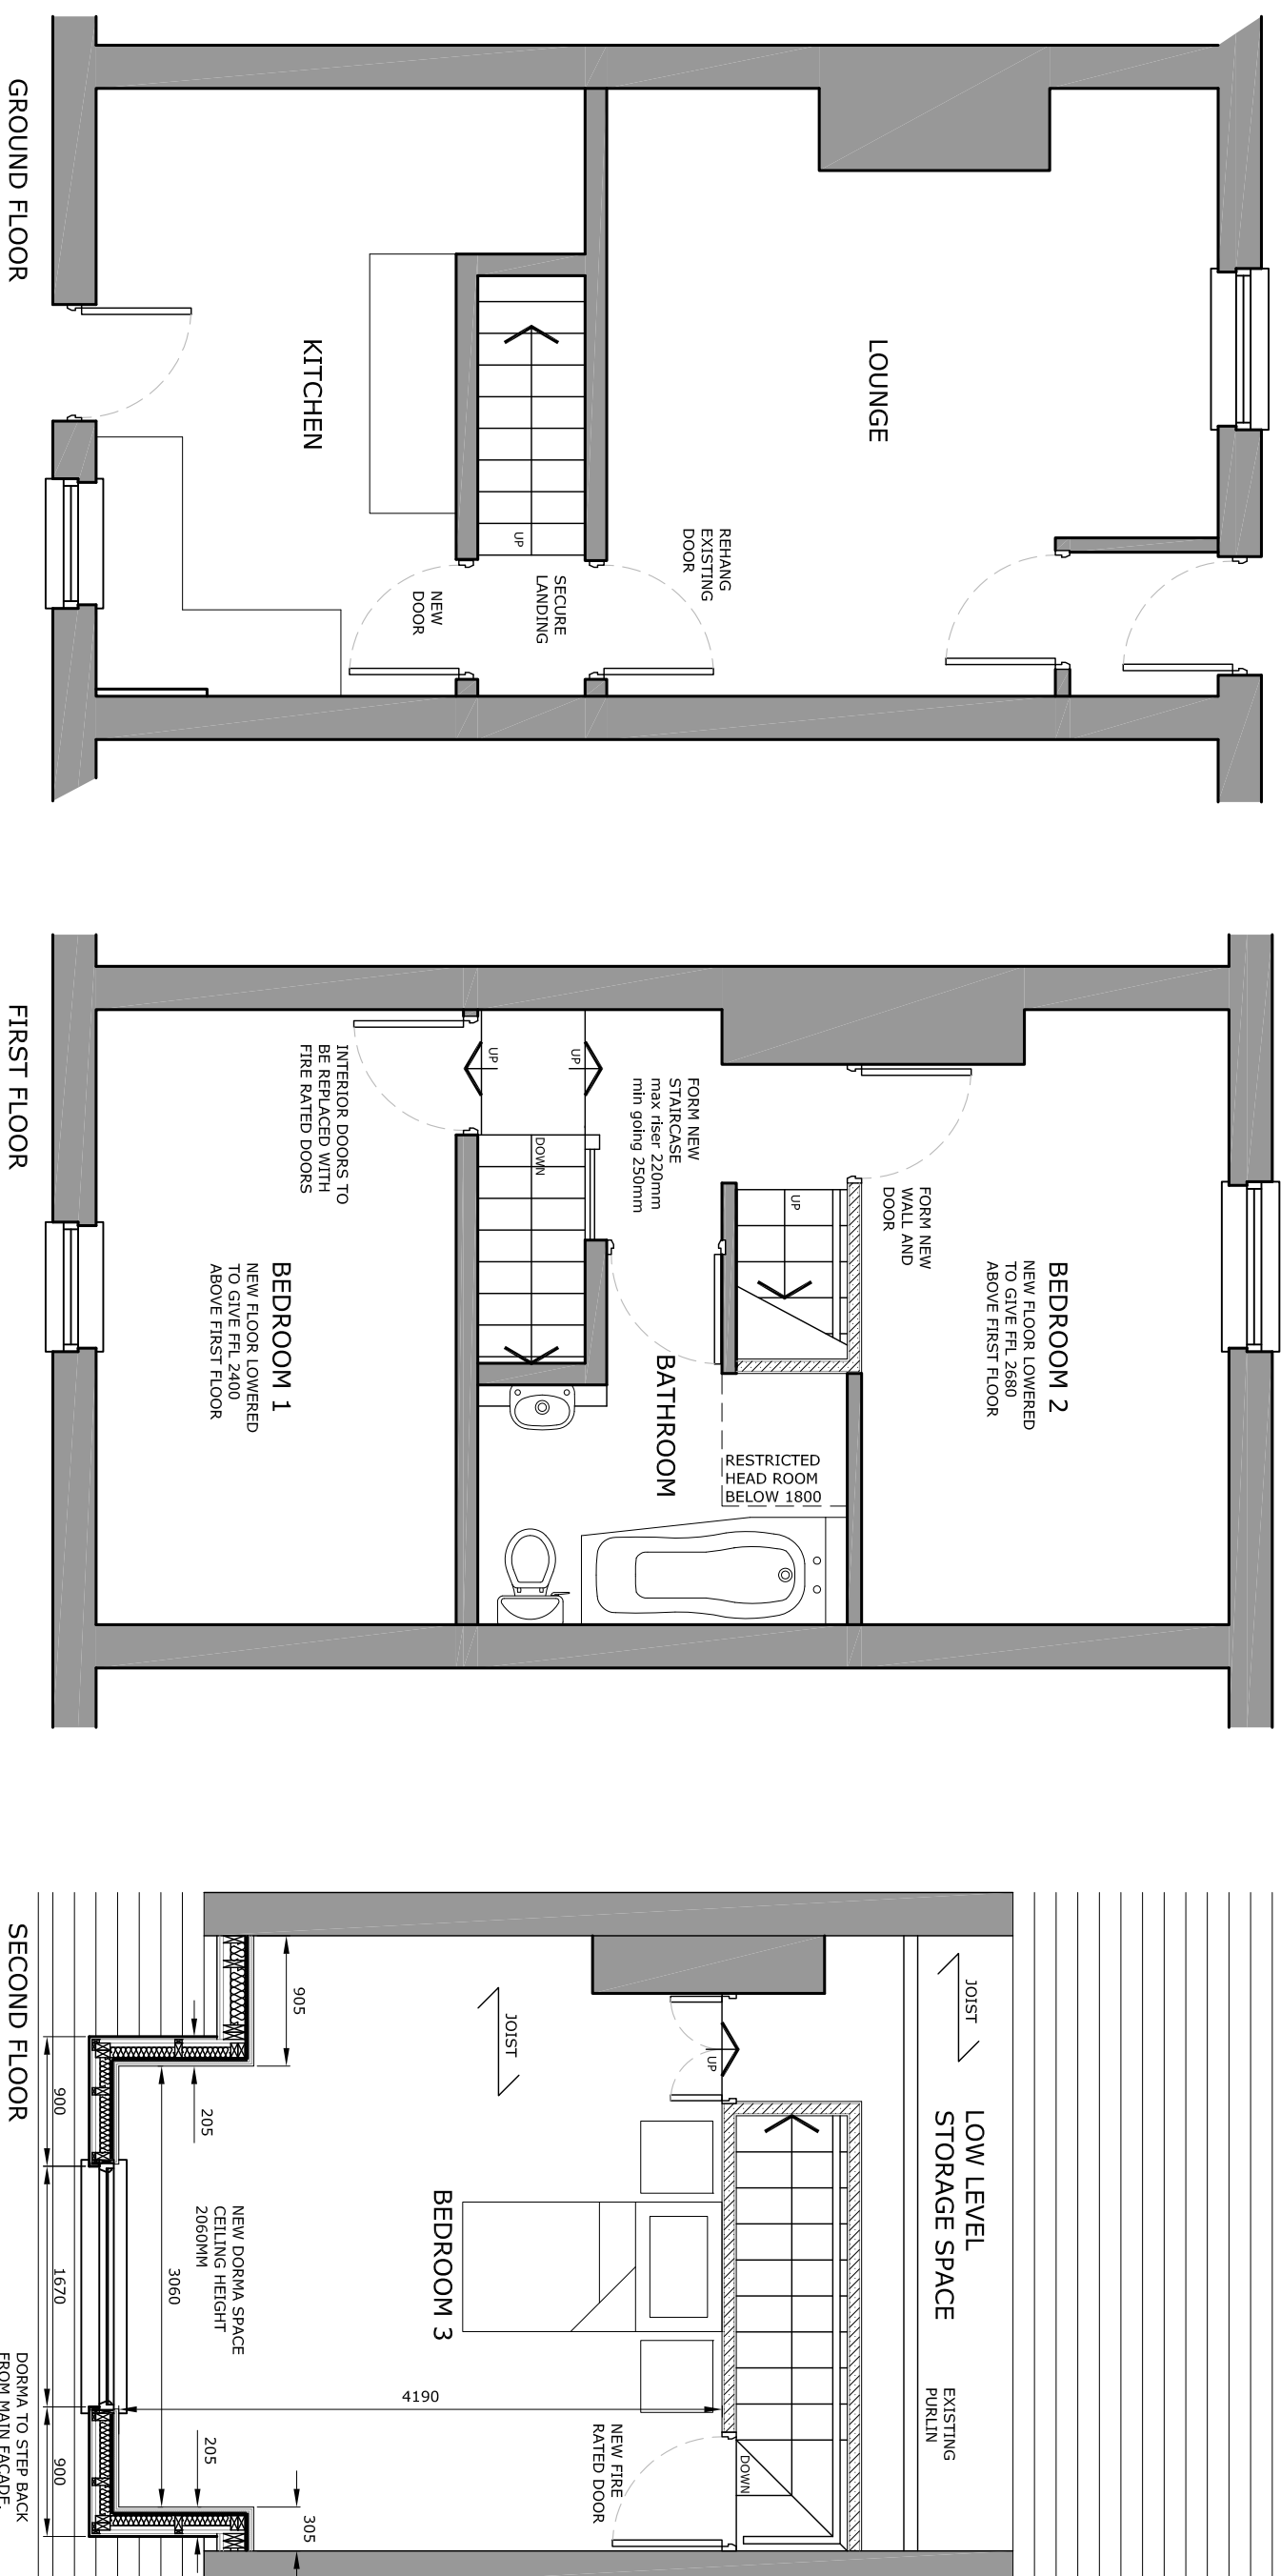 GROUND FLOOR
LOUNGE
KITCHEN
REHANG
EXISTING
DOOR
SECURE
LANDING
NEW
DOOR
UP
FIRST FLOOR
BEDROOM 2
NEW FLOOR LOWERED
TO GIVE FFL 2680
ABOVE FIRST FLOOR
FORM NEW
WALL AND
DOOR
UP
FORM NEW
STAIRCASE
max riser 220mm
min going 250mm
UP
UP
DOWN
BATHROOM
RESTRICTED
HEAD ROOM
BELOW 1800
INTERIOR DOORS TO
BE REPLACED WITH
FIRE RATED DOORS
BEDROOM 1
NEW FLOOR LOWERED
TO GIVE FFL 2400
ABOVE FIRST FLOOR
SECOND FLOOR
JOIST
LOW LEVEL
STORAGE SPACE
EXISTING
PURLIN
UP
DOWN
JOIST
BEDROOM 3
NEW FIRE
RATED DOOR
4190
905
305
205
205
NEW DORMA SPACE
CEILING HEIGHT
2060MM
3060
900
1670
900
DORMA TO STEP BACK
FROM MAIN FACADE.